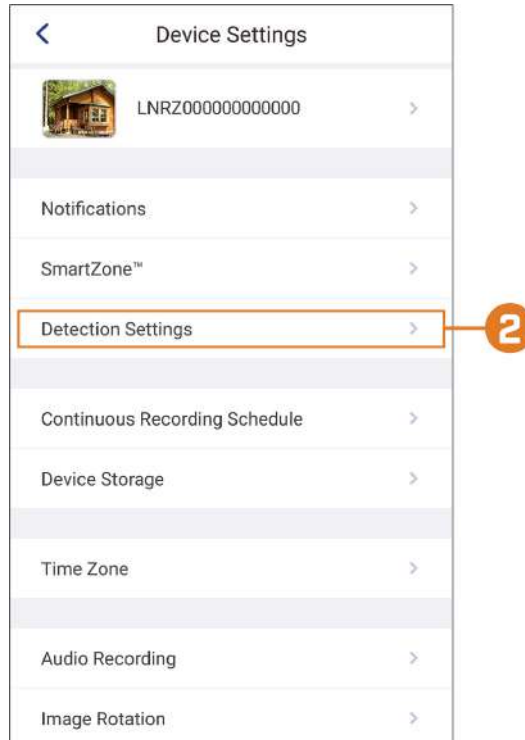 Device Settings
LNRZ000000000000
Notifications
SmartZone™
Detection Settings
2
Continuous Recording Schedule
Device Storage
Time Zone
Audio Recording
Image Rotation